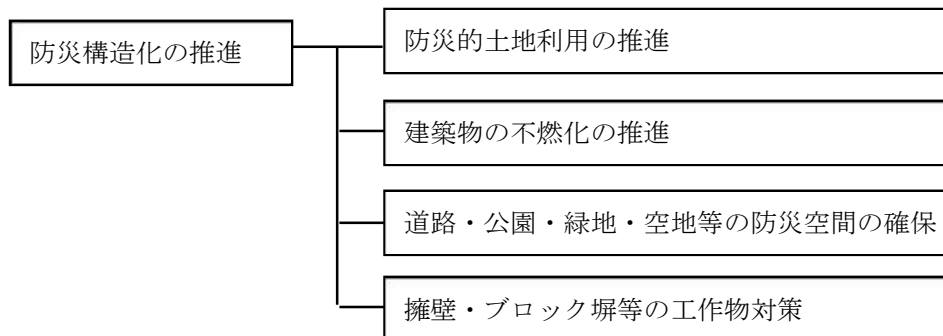 防災構造化の推進
防災的土地利用の推進
建築物の不燃化の推進
道路・公園・緑地・空地等の防災空間の確保
擁壁・ブロック塀等の工作物対策